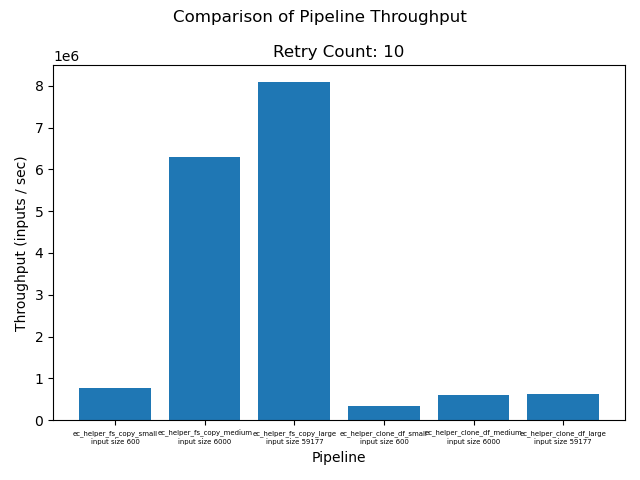 Comparison of Pipeline Throughput
Retry Count: 10
1e6
8
7
6
5
4
3
2
1
0
Throughput (inputs / sec)
ec_helper_fs_copy_small
input size 600
ec_helper_fs_copy_medium
input size 6000
ec_helper_fs_copy_large
input size 59177
ec_helper_clone_df_small
input size 600
ec_helper_clone_df_medium
input size 6000
ec_helper_clone_df_large
input size 59177
Pipeline